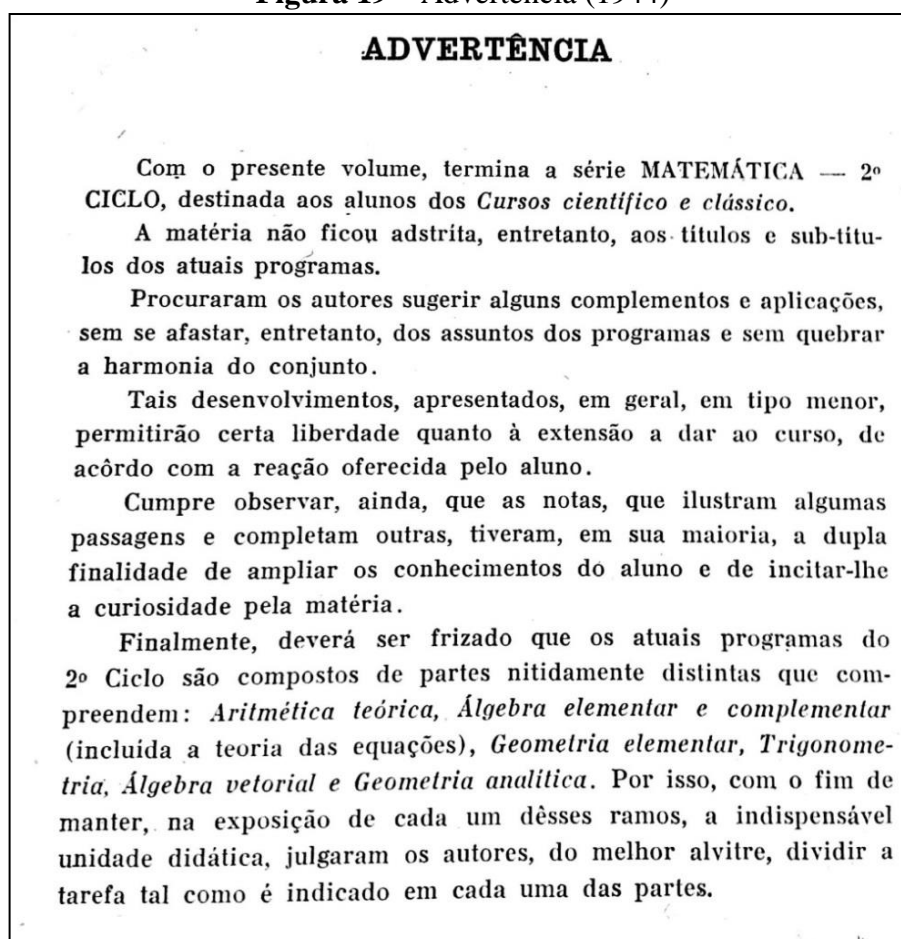 Figura 19 – Advertência (1944)
ADVERTÊNCIA
Com o presente volume, termina a série MATEMÁTICA — 2º
CICLO, destinada aos alunos dos Cursos científico e clássico.
A matéria não ficou adstrita, entretanto, aos títulos e sub-títu-
los dos atuais programas.
Procuraram os autores sugerir alguns complementos e aplicações,
sem se afastar, entretanto, dos assuntos dos programas e sem quebrar
a harmonia do conjunto.
Tais desenvolvimentos, apresentados, em geral, em tipo menor,
permitirão certa liberdade quanto à extensão a dar ao curso, de
acôrdo com a reação oferecida pelo aluno.
Cumpre observar, ainda, que as notas, que ilustram algumas
passagens e completam outras, tiveram, em sua maioria, a dupla
finalidade de ampliar os conhecimentos do aluno e de incitar-lhe
a curiosidade pela matéria.
Finalmente, deverá ser frizado que os atuais programas do
2º Ciclo são compostos de partes nitidamente distintas que com-
preendem: Aritmética teórica, Álgebra elementar e complementar
(incluída a teoria das equações), Geometria elementar, Trigonome-
tria, Álgebra vetorial e Geometria analítica. Por isso, com o fim de
manter, na exposição de cada um dêsses ramos, a indispensável
unidade didática, julgaram os autores, do melhor alvitre, dividir a
tarefa tal como é indicado em cada uma das partes.